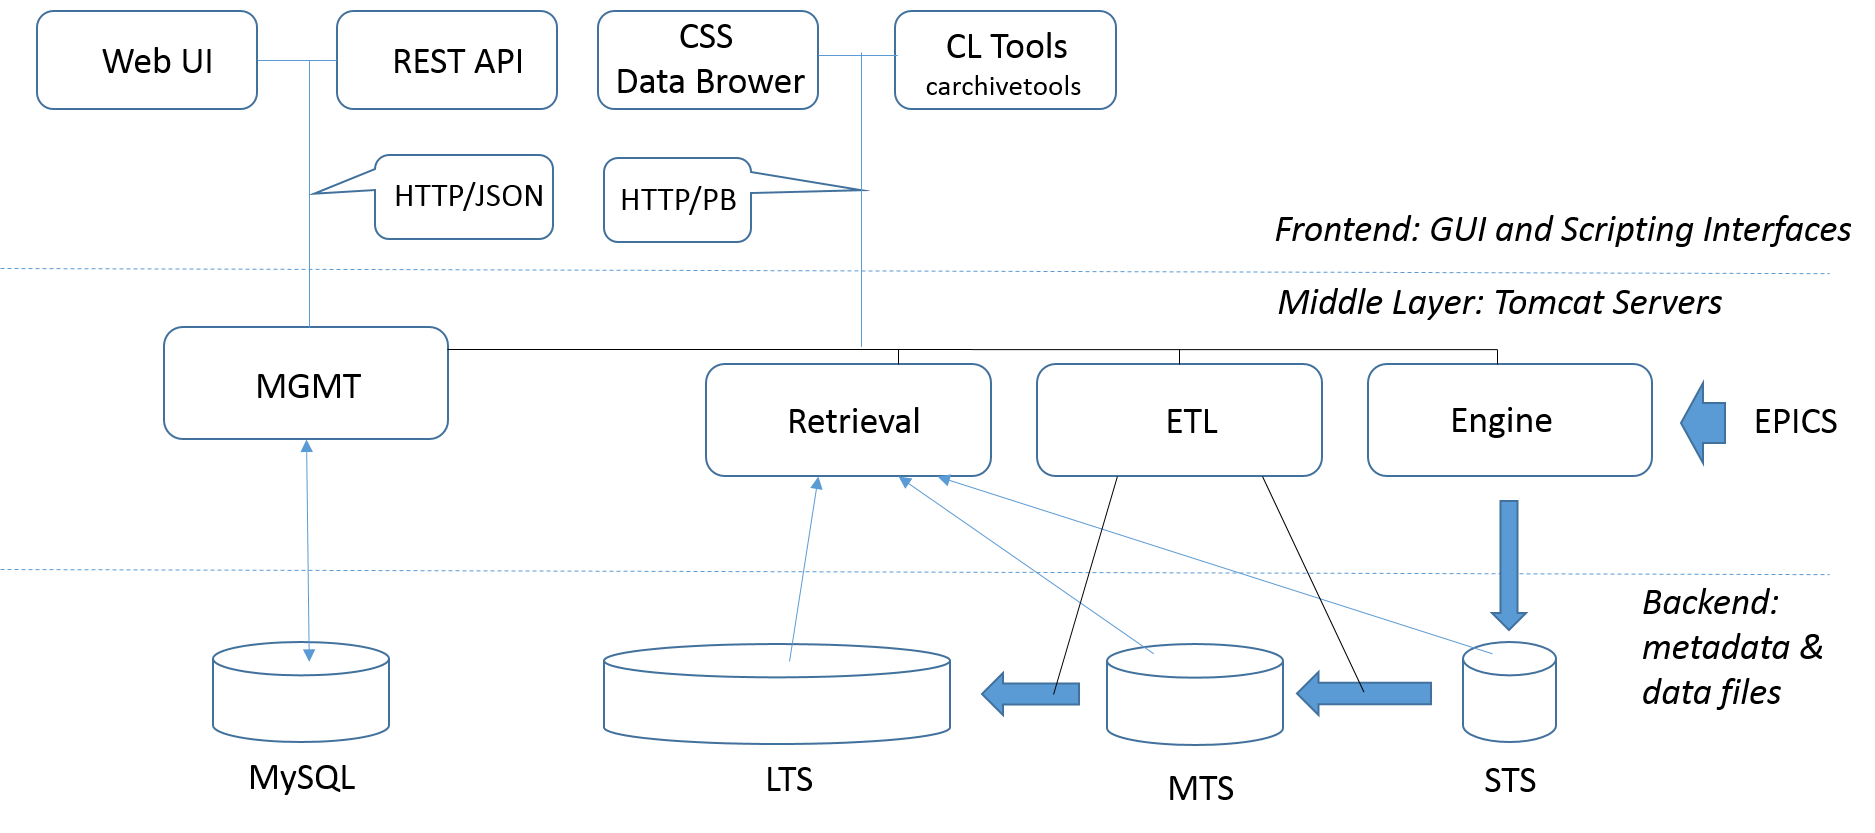 Web UI
REST API
CSS
Data Brower
CL Tools
carchivetools
HTTP/JSON
HTTP/PB
Frontend: GUI and Scripting Interfaces
Middle Layer: Tomcat Servers
MGMT
Retrieval
ETL
Engine
EPICS
Backend:
metadata &
data files
MySQL
LTS
MTS
STS